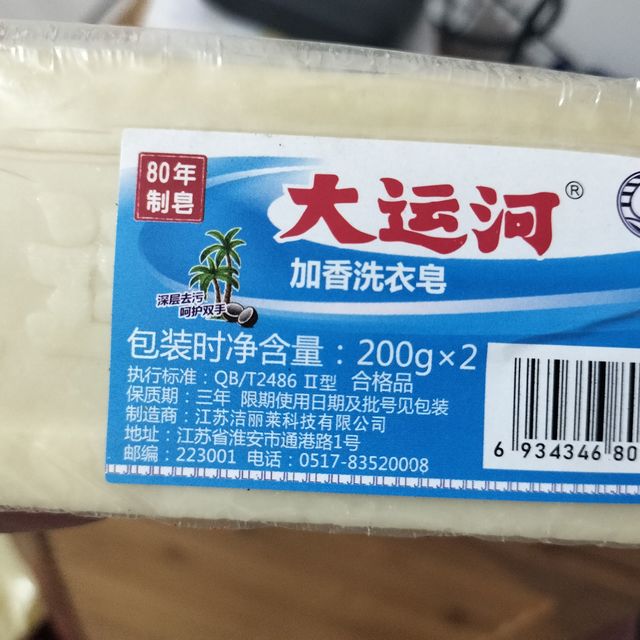 80年
制皂
大运河®
加香洗衣皂
深层去污
呵护双手
包装时净含量：200g×2
执行标准：QB/T2486 Ⅱ型 合格品
保质期：三年 限期使用日期及批号见包装
制造商：江苏洁丽莱科技有限公司
地址：江苏省淮安市通港路1号
邮编：223001 电话：0517-83520008
6 934346 80